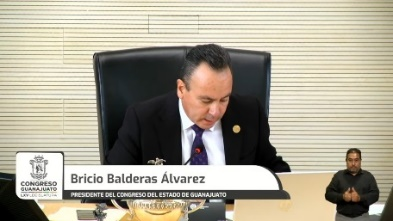 CONGRESO
GUANAJUATO
Bricio Balderas Álvarez
PRESIDENTE DEL CONGRESO DEL ESTADO DE GUANAJUATO